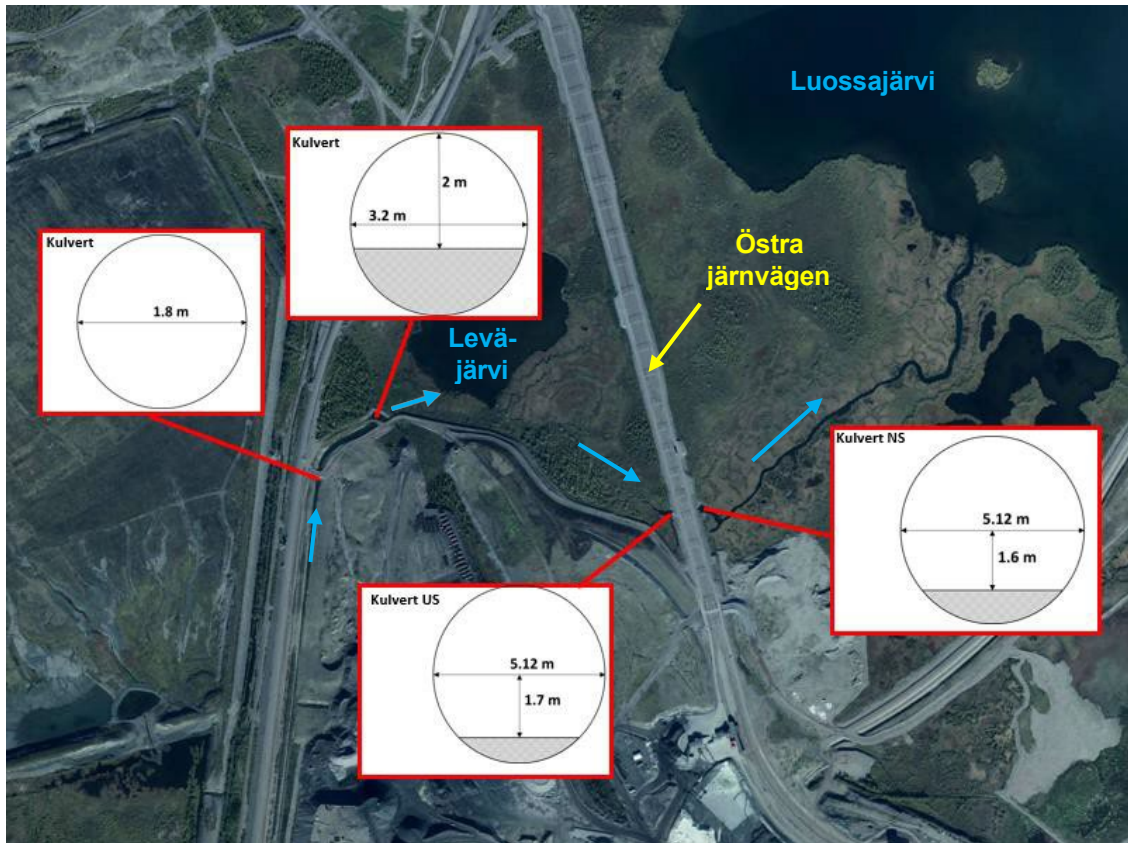 Luossajärvi
Kulvert
2 m
3.2 m
Kulvert
1.8 m
Östra
järnvägen
Levä-
järvi
Kulvert NS
5.12 m
1.6 m
Kulvert US
5.12 m
1.7 m